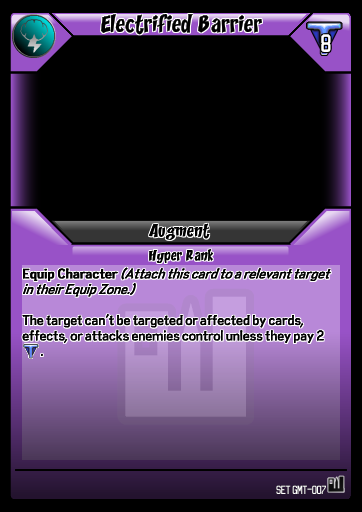 Electrified Barrier
8
Augment
Hyper Rank
Equip Character (Attach this card to a relevant target
in their Equip Zone.)
The target can't be targeted or affected by cards,
effects, or attacks enemies control unless they pay 2
.
SET GMT-007